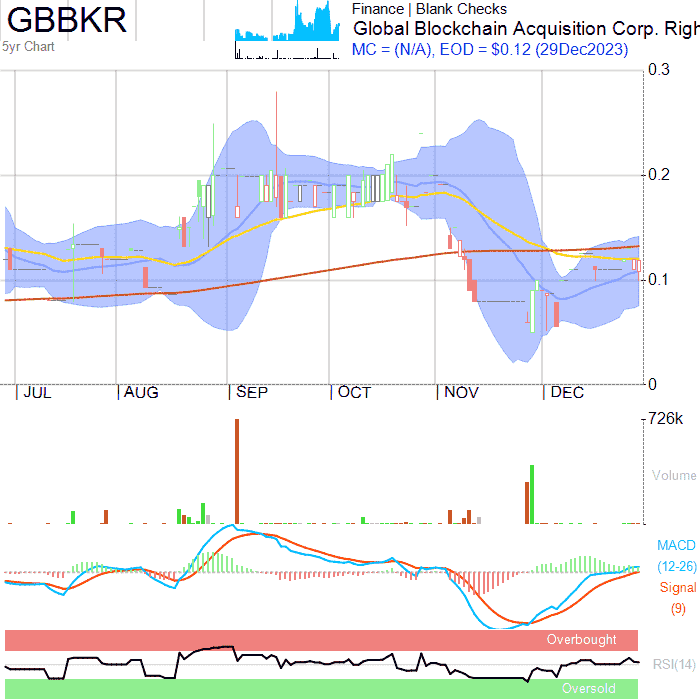 GBBKR
5yr Chart
Finance | Blank Checks
Global Blockchain Acquisition Corp. Righ
MC = (N/A), EOD = $0.12 (29Dec2023)
0.3
0.2
0.1
0
JUL AUG SEP OCT NOV DEC
726k
Volume
MACD
(12-26)
Signal
(9)
Overbought
RSI(14)
Oversold